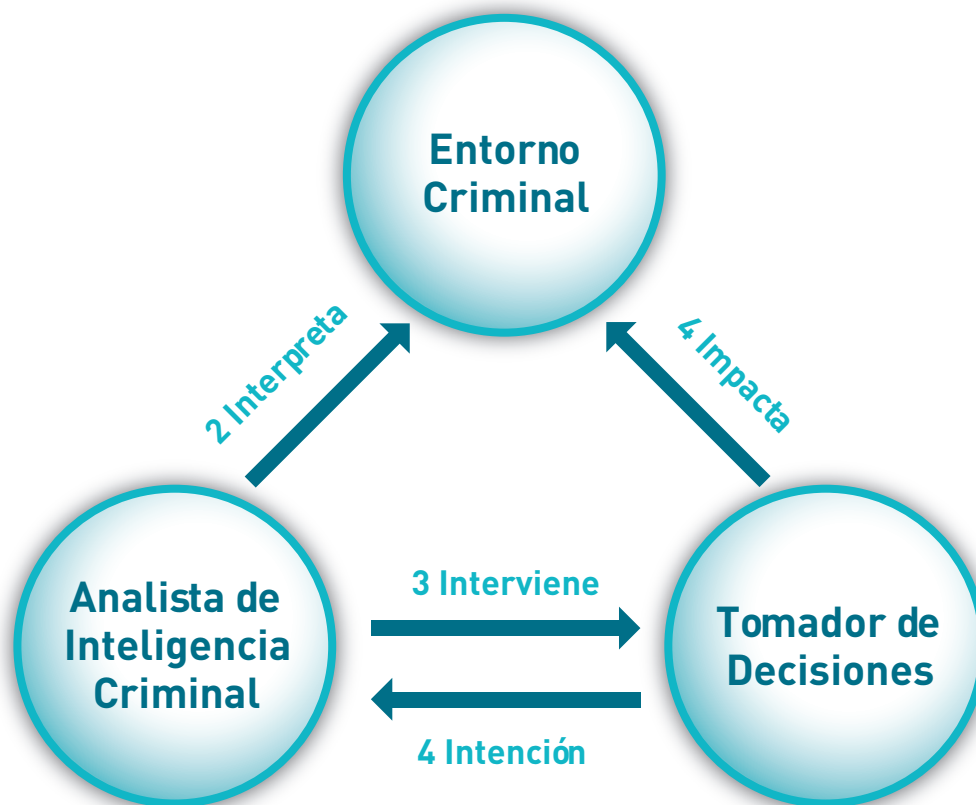 Entorno
Criminal
2 Interpreta
4 Impacta
Analista de
Inteligencia
Criminal
3 Interviene
4 Intención
Tomador de
Decisiones